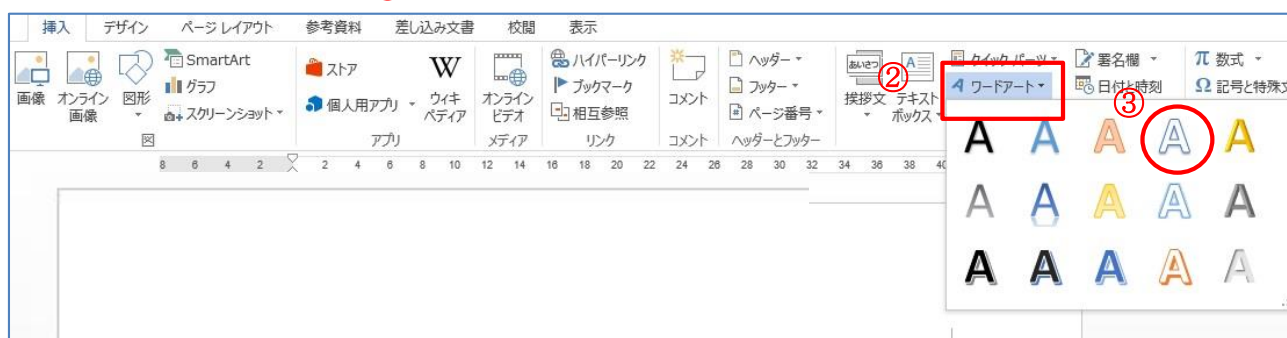 挿入 デザイン ページ レイアウト 参考資料 差し込み文書 校閲 表示
画像
オンライン
画像
図形
SmartArt
グラフ
スクリーンショット
図
ストア
個人用アプリ
ウィキ
ペディア
アプリ
オンライン
ビデオ
メディア
ハイパーリンク
ブックマーク
相互参照
リンク
コメント
コメント
ヘッダー
フッター
ページ番号
ヘッダーとフッター
あいさつ
挨拶文
②
A
テキスト
ボックス
クイック パーツ
ワードアート
署名欄
日付と時刻
π 数式
Ω 記号と特殊文
③
A A A A A
A A A A A
A A A A A
8 6 4 2 2 4 6 8 10 12 14 16 18 20 22 24 26 28 30 32 34 36 38 40